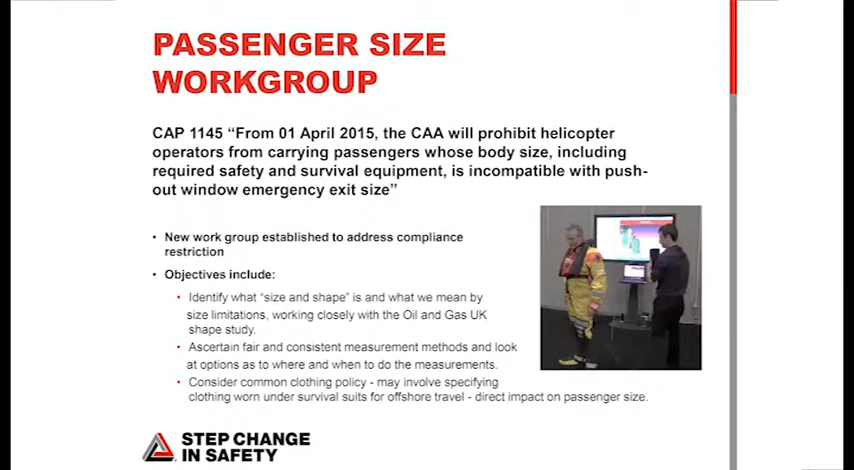 PASSENGER SIZE
WORKGROUP
CAP 1145 “From 01 April 2015, the CAA will prohibit helicopter
operators from carrying passengers whose body size, including
required safety and survival equipment, is incompatible with push-
out window emergency exit size”
• New work group established to address compliance
restriction
• Objectives include:
• Identify what “size and shape” is and what we mean by
size limitations, working closely with the Oil and Gas UK
shape study.
• Ascertain fair and consistent measurement methods and look
at options as to where and when to do the measurements.
• Consider common clothing policy - may involve specifying
clothing worn under survival suits for offshore travel - direct impact on passenger size.
STEP CHANGE
IN SAFETY